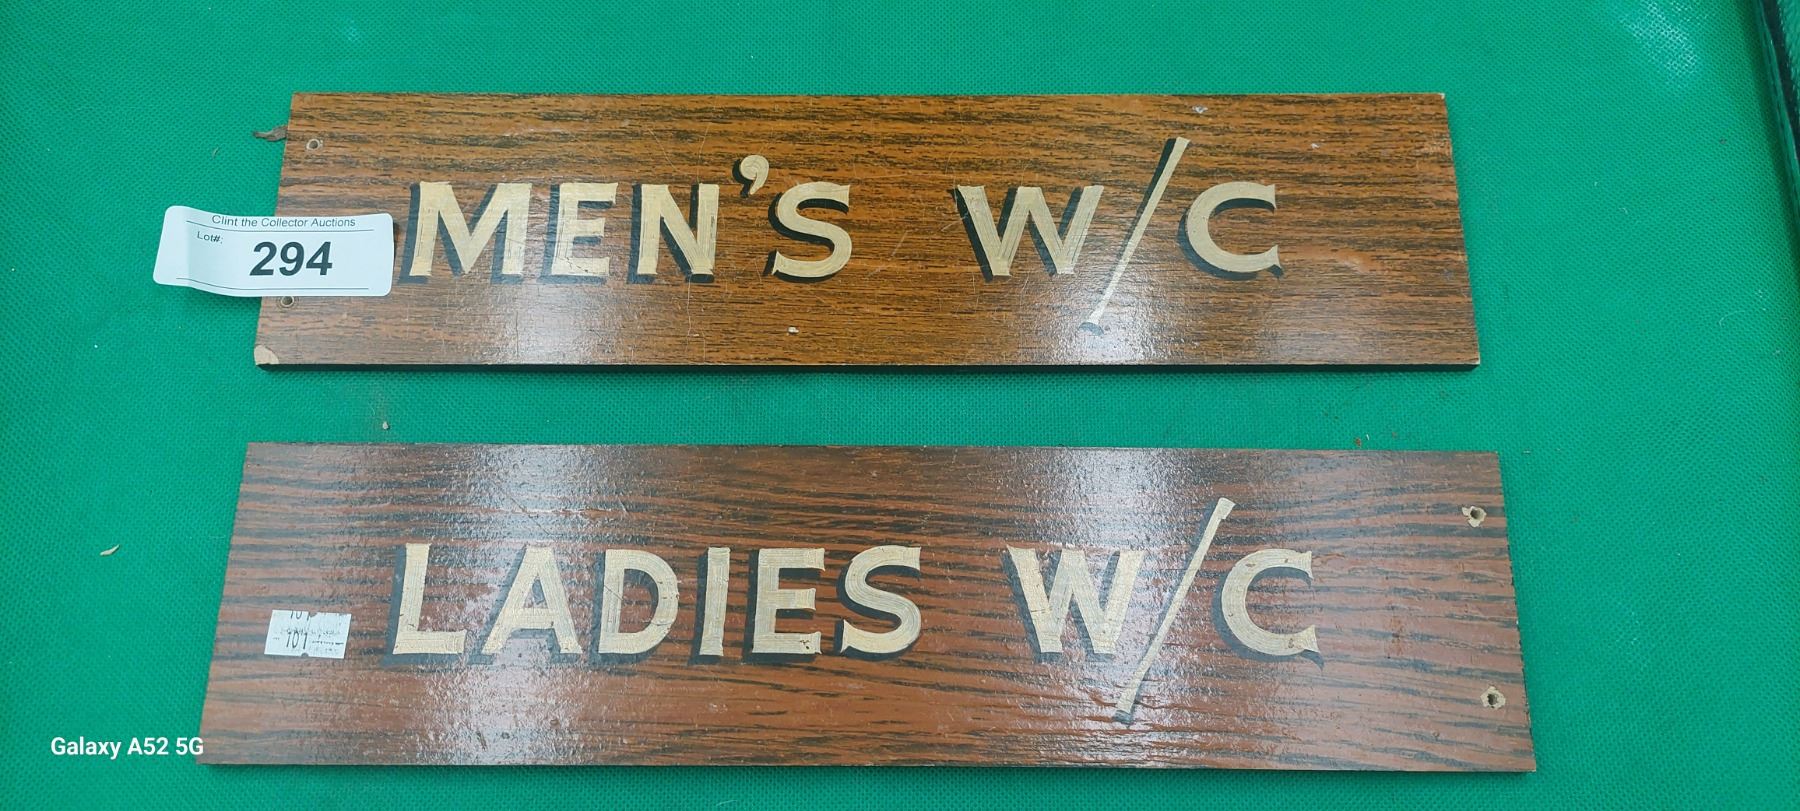 MEN'S W/C
Clint the Collector Auctions
Lot#:
294
LADIES W/C
Galaxy A52 5G